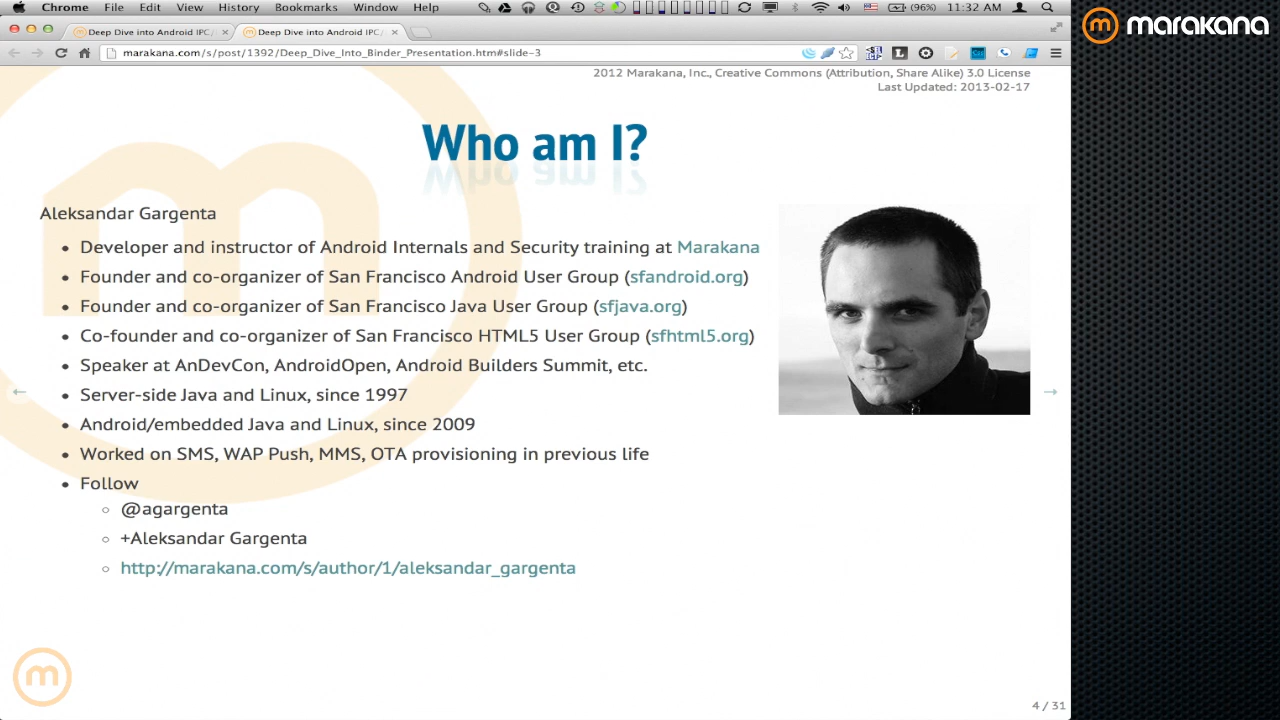 Chrome File Edit View History Bookmarks Window Help (96%) 11:32 AM
Deep Dive into Android IPC/ Deep Dive into Android IPC/
marakana.com/s/post/1392/Deep_Dive_Into_Binder_Presentation.htm#slide-3
marakana
2012 Marakana, Inc., Creative Commons (Attribution, Share Alike) 3.0 License
Last Updated: 2013-02-17
Who am I?
Aleksandar Gargenta
• Developer and instructor of Android Internals and Security training at Marakana
• Founder and co-organizer of San Francisco Android User Group (sfandroid.org)
• Founder and co-organizer of San Francisco Java User Group (sfjava.org)
• Co-founder and co-organizer of San Francisco HTML5 User Group (sfhtml5.org)
• Speaker at AnDevCon, AndroidOpen, Android Builders Summit, etc.
• Server-side Java and Linux, since 1997
• Android/embedded Java and Linux, since 2009
• Worked on SMS, WAP Push, MMS, OTA provisioning in previous life
• Follow
◦ @agargenta
◦ +Aleksandar Gargenta
◦ http://marakana.com/s/author/1/aleksandar_gargenta
4 / 31